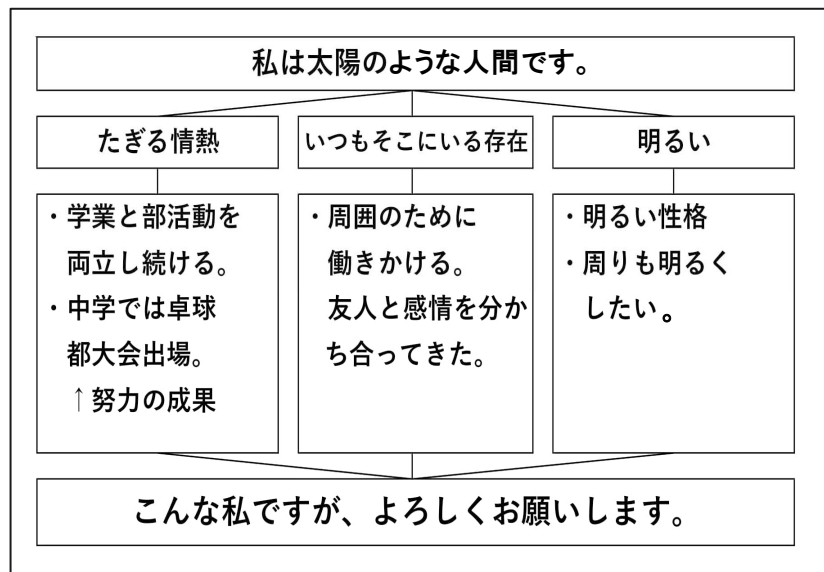 私は太陽のような人間です。
たぎる情熱
・学業と部活動を
両立し続ける。
・中学では卓球
都大会出場。
↑努力の成果
いつもそこにいる存在
・周囲のために
働きかける。
友人と感情を分か
ち合ってきた。
明るい
・明るい性格
・周りも明るく
したい。
こんな私ですが、よろしくお願いします。